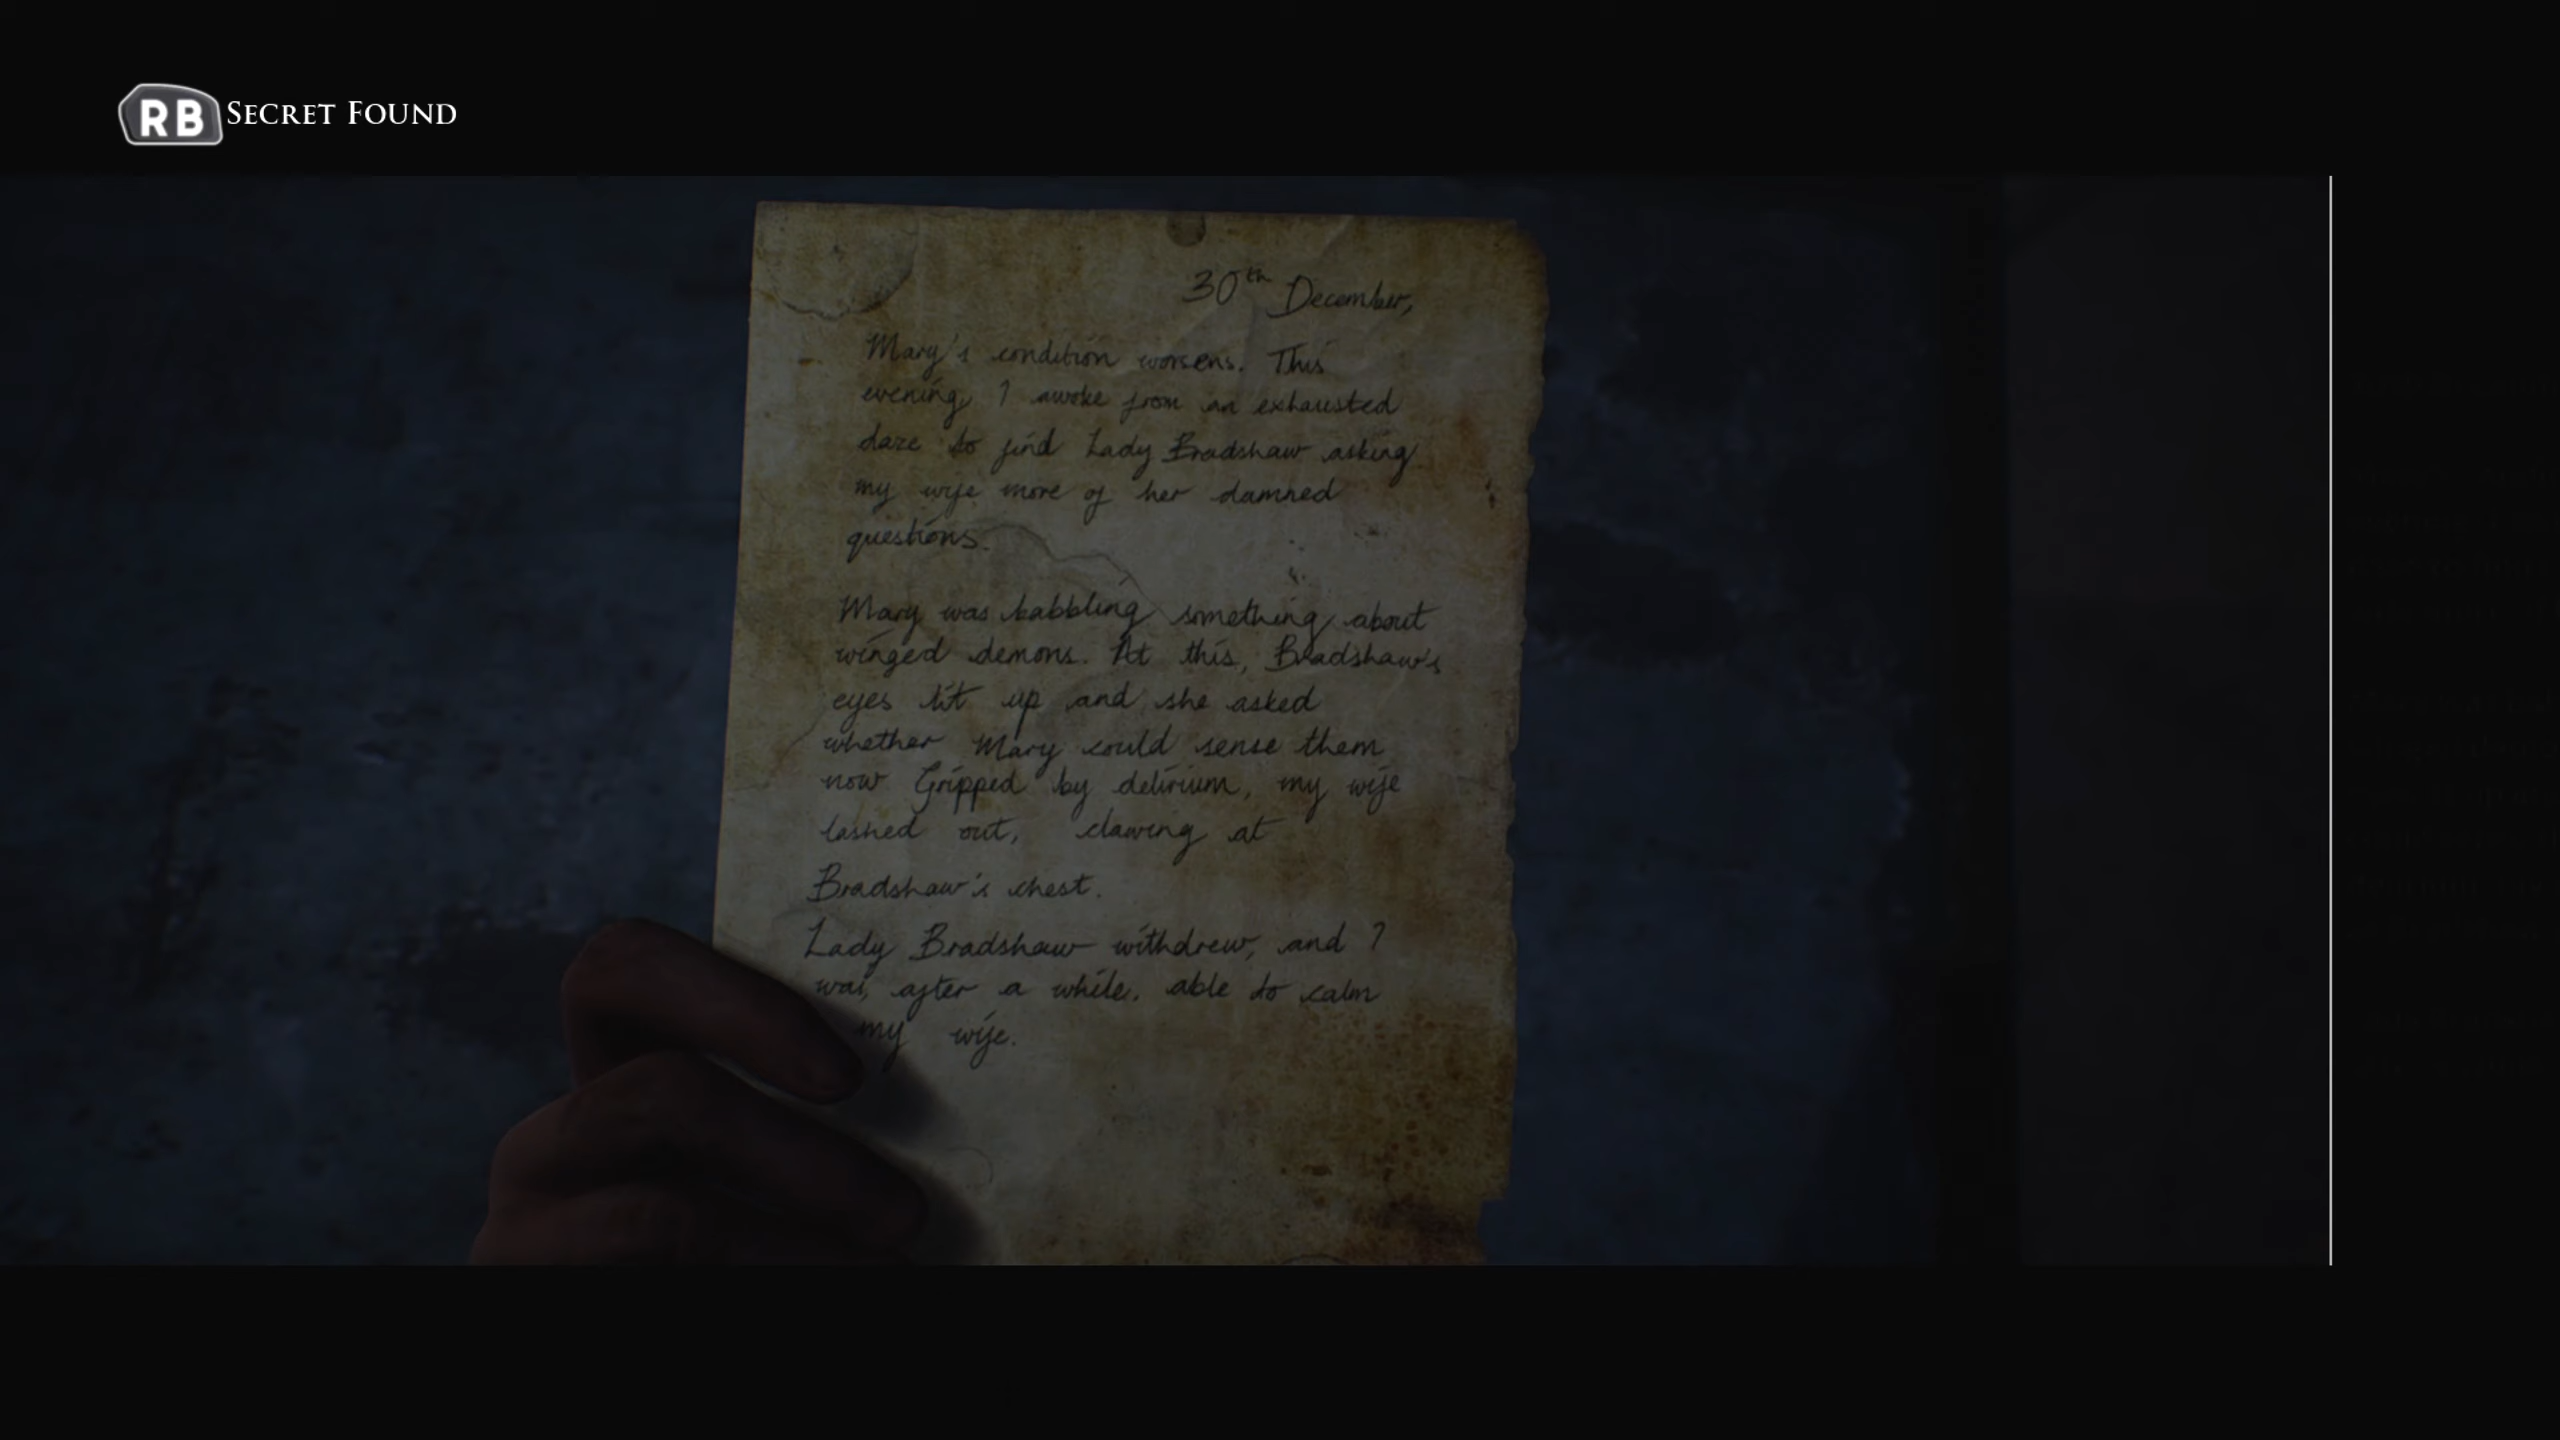 RB Secret Found
30th December,
Mary's condition worsens. This
evening I awoke from an exhausted
daze to find Lady Bradshaw asking
my wife more of her damned
questions.
Mary was babbling something about
winged demons. At this, Bradshaw's
eyes lit up and she asked
whether Mary could sense them
now Gripped by delirium, my wife
lashed out, clawing at
Bradshaw's chest.
Lady Bradshaw withdrew, and I
was, after a while, able to calm
my wife.